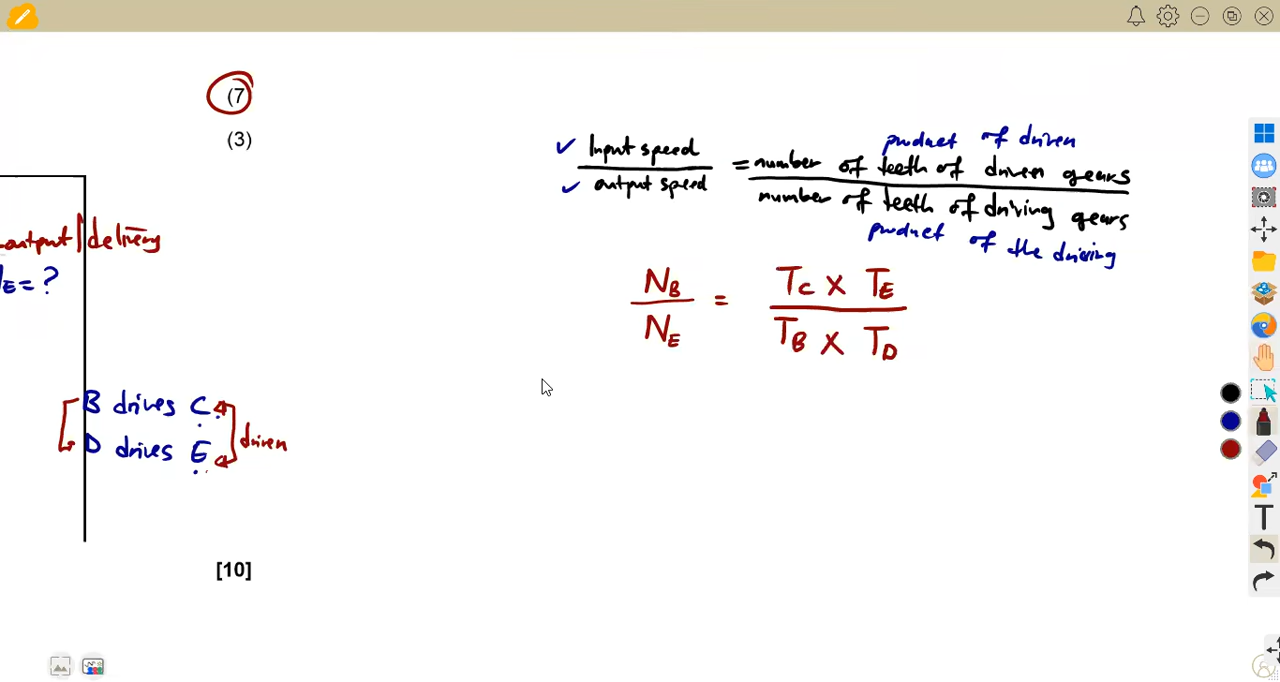 (7
(3)
✓ Input speed / ✓ output speed = number of teeth of driven gears / number of teeth of driving gears
product of driven
product of the driving
output | delivery
N_E = ?
N_B / N_E = T_C × T_E / T_B × T_D
B drives C
D drives E
driven
[10]
T